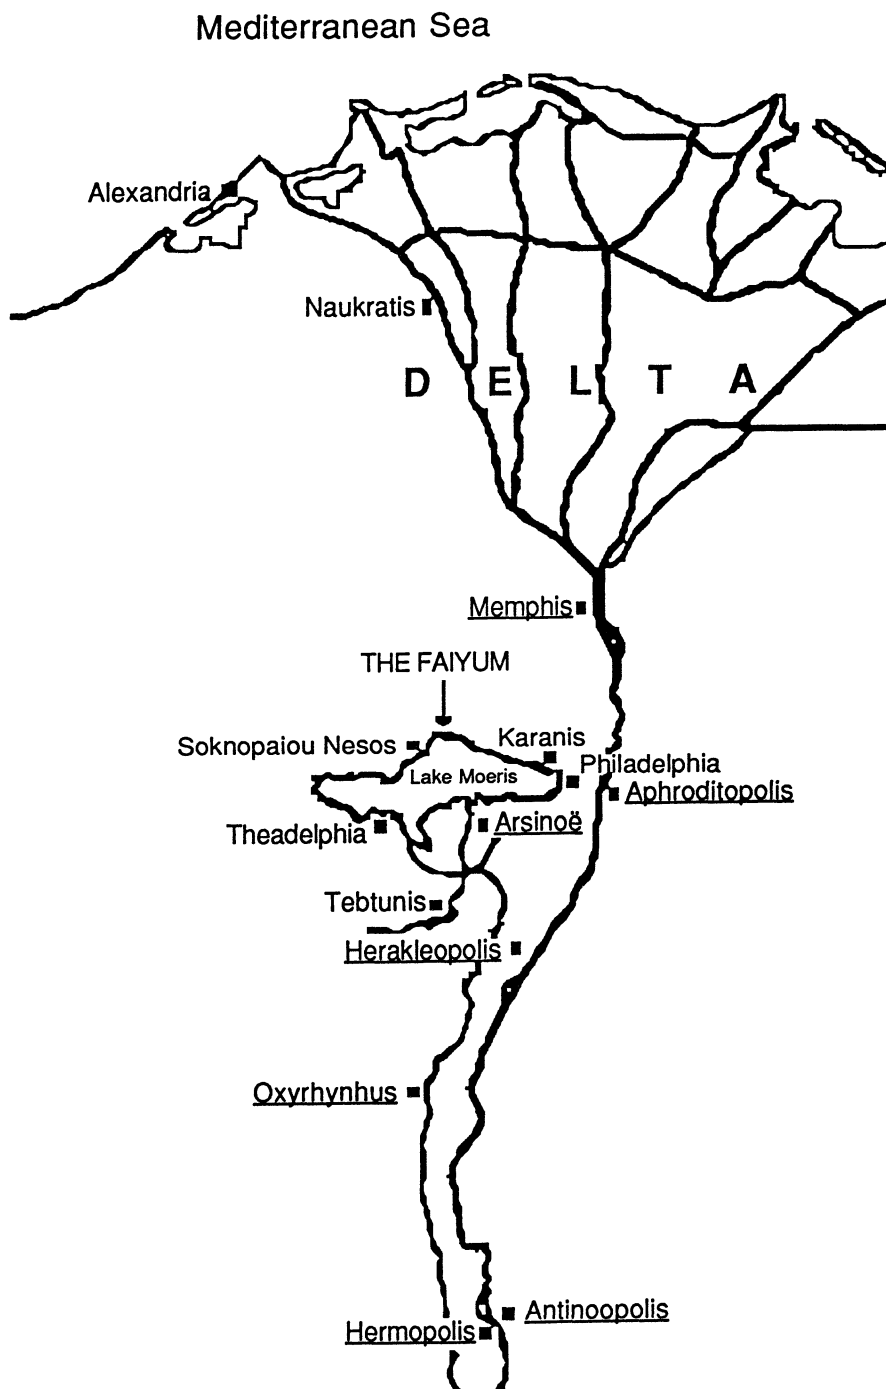 Mediterranean Sea
Alexandria
Naukratis
D E L T A
Memphis
THE FAIYUM
Soknopaiou Nesos
Karanis
Lake Moeris
Philadelphia
Aphroditopolis
Theadelphia
Arsinoë
Tebtunis
Herakleopolis
Oxyrhynhus
Antinoopolis
Hermopolis